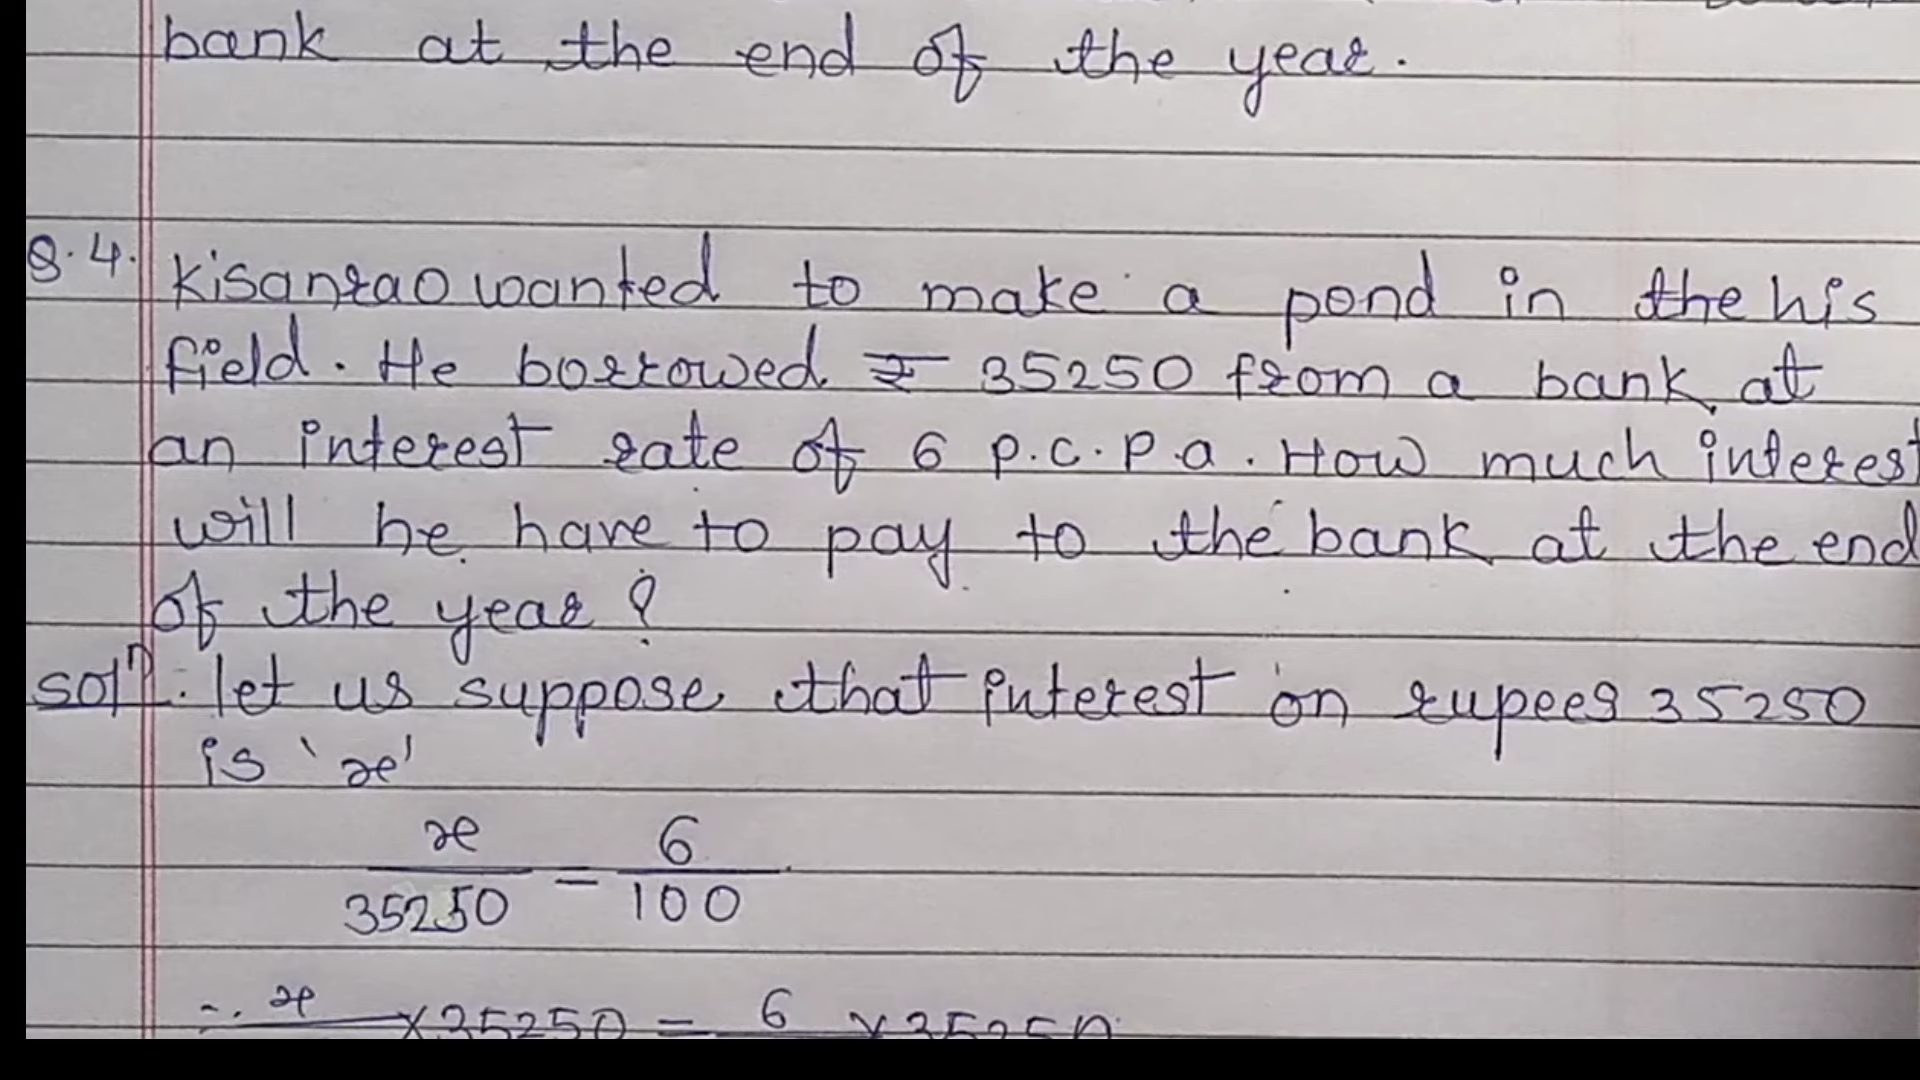 bank at the end of the year.
Q.4. Kisanrao wanted to make a pond in the his
field. He borrowed ₹ 35250 from a bank at
an interest rate of 6 p.c.p.a. How much interest
will he have to pay to the bank at the end
of the year?
Solⁿ. let us suppose that interest on rupees 35250
is 'x'
x/35250 = 6/100
∴ x ×35250 = 6 ×35250